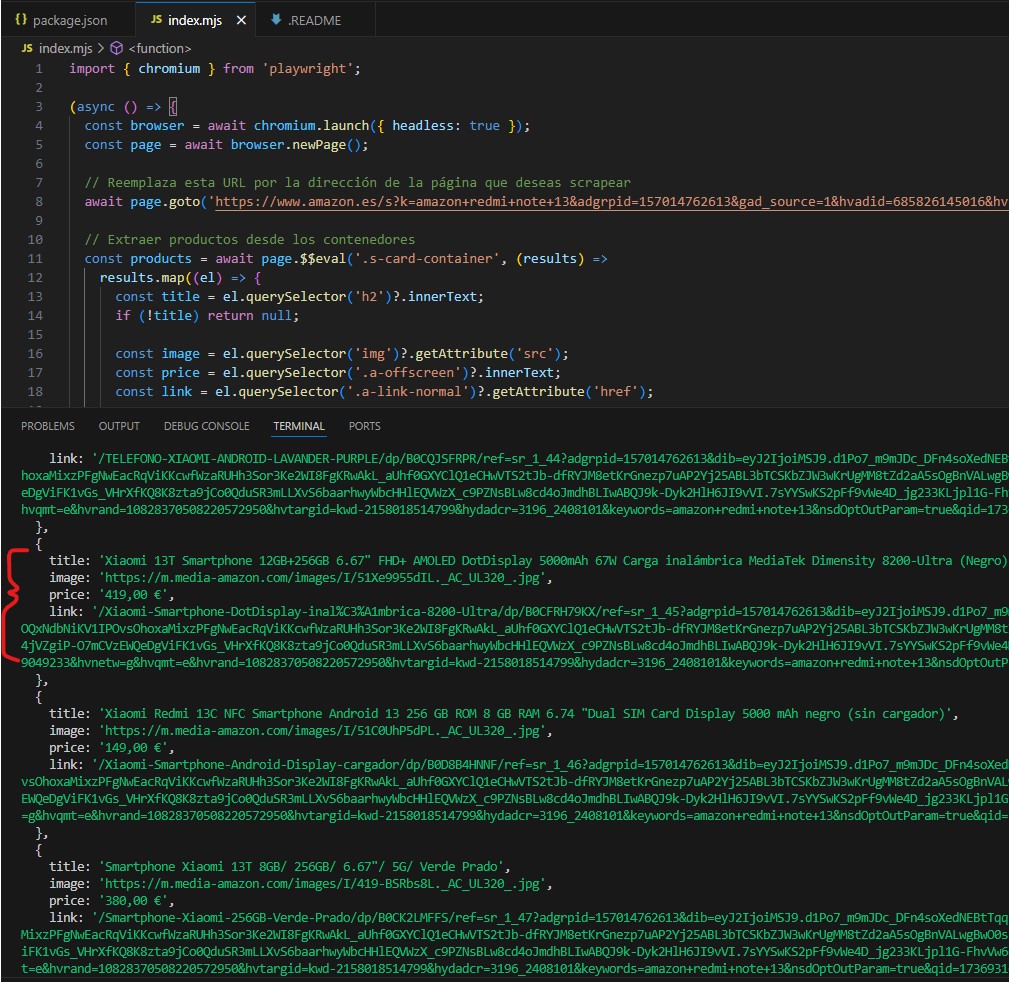 {} package.json
JS index.mjs ×
.README
JS index.mjs > <function>
1 import { chromium } from 'playwright';
2
3 (async () => {
4 const browser = await chromium.launch({ headless: true });
5 const page = await browser.newPage();
6
7 // Reemplaza esta URL por la dirección de la página que deseas scrapear
8 await page.goto('https://www.amazon.es/s?k=amazon+redmi+note+13&adgrpid=157014762613&gad_source=1&hvadid=685826145016&hv
9
10 // Extraer productos desde los contenedores
11 const products = await page.$$eval('.s-card-container', (results) =>
12 results.map((el) => {
13 const title = el.querySelector('h2')?.innerText;
14 if (!title) return null;
15
16 const image = el.querySelector('img')?.getAttribute('src');
17 const price = el.querySelector('.a-offscreen')?.innerText;
18 const link = el.querySelector('.a-link-normal')?.getAttribute('href');
PROBLEMS OUTPUT DEBUG CONSOLE TERMINAL PORTS
link: '/TELEFONO-XIAOMI-ANDROID-LAVANDER-PURPLE/dp/B0CQJSFRPR/ref=sr_1_44?adgrpid=157014762613&dib=eyJ2IjoiMSJ9.d1Po7_m9mJDc_DFn4soXedNEBt
hoxaMixzPFgNwEacRqViKKcwfWzaRUHh3Sor3Ke2WI8FgKRwAkL_aUhf0GXYClQ1eCHwVTS2tJb-dfRYJM8etKrGnezp7uAP2Yj25ABL3bTCSKbZJW3wKrUgMM8tZd2aA5sOgBnVALwgB
eDgViFK1vGs_VHrXfKQ8K8zta9jCo0QduSR3mLLXvS6baarhwyWbcHHlEQVWzX_c9PZNsBLw8cd4oJmdhBLIwABQJ9k-Dyk2HlH6JI9vVI.7sYYSwKS2pFf9vWe4D_jg233KLjpl1G-Fh
hvqmt=e&hvrand=10828370508220572950&hvtargid=kwd-2158018514799&hydadcr=3196_2408101&keywords=amazon+redmi+note+13&nsdOptOutParam=true&qid=173
},
{
title: 'Xiaomi 13T Smartphone 12GB+256GB 6.67" FHD+ AMOLED DotDisplay 5000mAh 67W Carga inalámbrica MediaTek Dimensity 8200-Ultra (Negro)
image: 'https://m.media-amazon.com/images/I/51Xe9955dIL._AC_UL320_.jpg',
price: '419,00 €',
link: '/Xiaomi-Smartphone-DotDisplay-inal%C3%A1mbrica-8200-Ultra/dp/B0CFRH79KX/ref=sr_1_45?adgrpid=157014762613&dib=eyJ2IjoiMSJ9.d1Po7_m9
OQxNdbNiKV1IPOvsOhoxaMixzPFgNwEacRqViKKcwfWzaRUHh3Sor3Ke2WI8FgKRwAkL_aUhf0GXYClQ1eCHwVTS2tJb-dfRYJM8etKrGnezp7uAP2Yj25ABL3bTCSKbZJW3wKrUgMM8t
4jVZgiP-O7mCVzEWQeDgViFK1vGs_VHrXfKQ8K8zta9jCo0QduSR3mLLXvS6baarhwyWbcHHlEQVWzX_c9PZNsBLw8cd4oJmdhBLIwABQJ9k-Dyk2HlH6JI9vVI.7sYYSwKS2pFf9vWe4
9049233&hvnetw=g&hvqmt=e&hvrand=10828370508220572950&hvtargid=kwd-2158018514799&hydadcr=3196_2408101&keywords=amazon+redmi+note+13&nsdOptOutP
},
{
title: 'Xiaomi Redmi 13C NFC Smartphone Android 13 256 GB ROM 8 GB RAM 6.74 "Dual SIM Card Display 5000 mAh negro (sin cargador)',
image: 'https://m.media-amazon.com/images/I/51C0UhP5dPL._AC_UL320_.jpg',
price: '149,00 €',
link: '/Xiaomi-Smartphone-Android-Display-cargador/dp/B0D8B4HNNF/ref=sr_1_46?adgrpid=157014762613&dib=eyJ2IjoiMSJ9.d1Po7_m9mJDc_DFn4soXed
vsOhoxaMixzPFgNwEacRqViKKcwfWzaRUHh3Sor3Ke2WI8FgKRwAkL_aUhf0GXYClQ1eCHwVTS2tJb-dfRYJM8etKrGnezp7uAP2Yj25ABL3bTCSKbZJW3wKrUgMM8tZd2aA5sOgBnVAL
EWQeDgViFK1vGs_VHrXfKQ8K8zta9jCo0QduSR3mLLXvS6baarhwyWbcHHlEQVWzX_c9PZNsBLw8cd4oJmdhBLIwABQJ9k-Dyk2HlH6JI9vVI.7sYYSwKS2pFf9vWe4D_jg233KLjpl1G
=g&hvqmt=e&hvrand=10828370508220572950&hvtargid=kwd-2158018514799&hydadcr=3196_2408101&keywords=amazon+redmi+note+13&nsdOptOutParam=true&qid=
},
{
title: 'Smartphone Xiaomi 13T 8GB/ 256GB/ 6.67"/ 5G/ Verde Prado',
image: 'https://m.media-amazon.com/images/I/419-BSRbs8L._AC_UL320_.jpg',
price: '380,00 €',
link: '/Smartphone-Xiaomi-256GB-Verde-Prado/dp/B0CK2LMFFS/ref=sr_1_47?adgrpid=157014762613&dib=eyJ2IjoiMSJ9.d1Po7_m9mJDc_DFn4soXedNEBtTqq
MixzPFgNwEacRqViKKcwfWzaRUHh3Sor3Ke2WI8FgKRwAkL_aUhf0GXYClQ1eCHwVTS2tJb-dfRYJM8etKrGnezp7uAP2Yj25ABL3bTCSKbZJW3wKrUgMM8tZd2aA5sOgBnVALwgBwO0s
iFK1vGs_VHrXfKQ8K8zta9jCo0QduSR3mLLXvS6baarhwyWbcHHlEQVWzX_c9PZNsBLw8cd4oJmdhBLIwABQJ9k-Dyk2HlH6JI9vVI.7sYYSwKS2pFf9vWe4D_jg233KLjpl1G-FhvVw6
t=e&hvrand=10828370508220572950&hvtargid=kwd-2158018514799&hydadcr=3196_2408101&keywords=amazon+redmi+note+13&nsdOptOutParam=true&qid=1736931